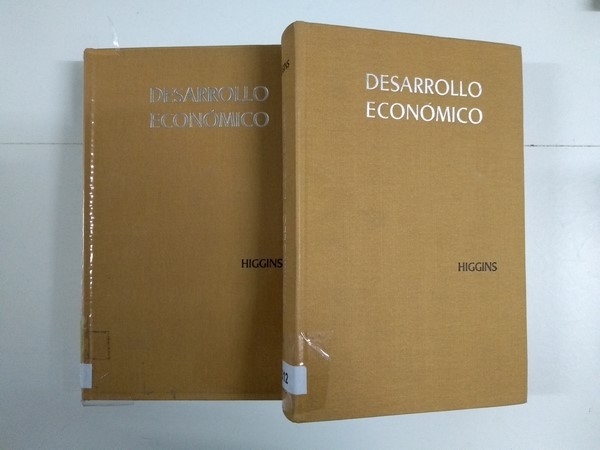 DESARROLLO
ECONÓMICO
HIGGINS
DESARROLLO
ECONÓMICO
HIGGINS